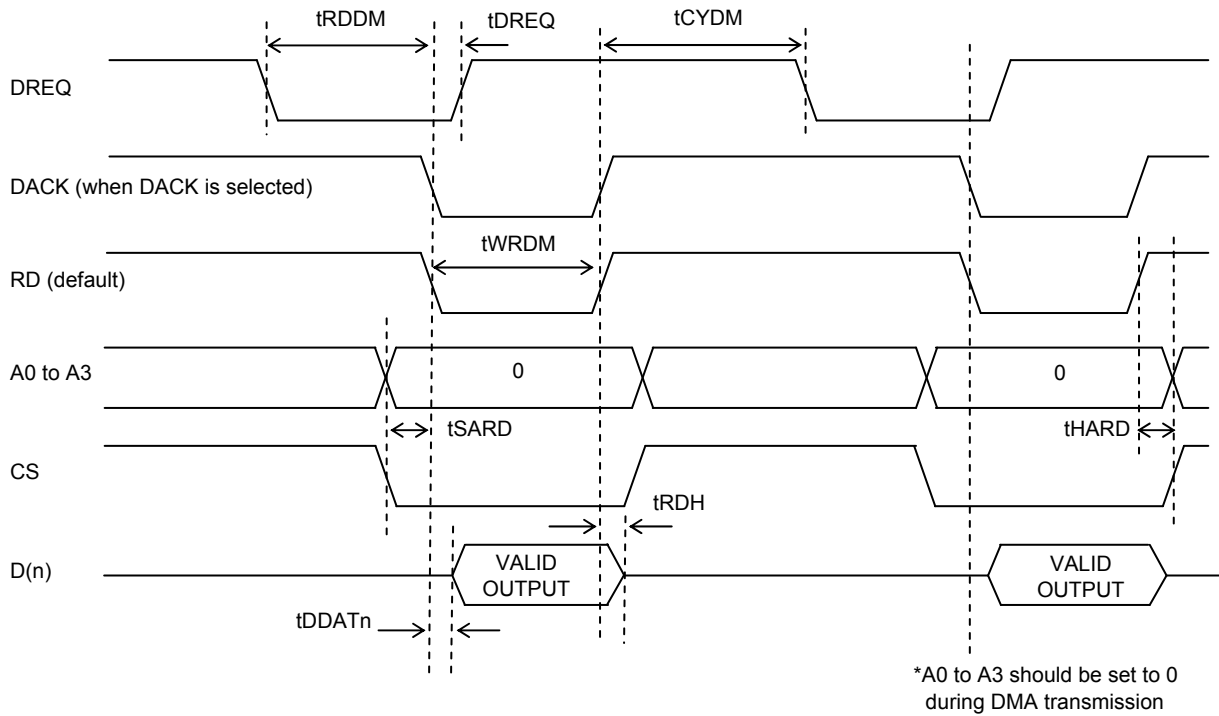 tRDDM tDREQ tCYDM
DREQ
DACK (when DACK is selected)
tWRDM
RD (default)
A0 to A3 0 0
tSARD tHARD
CS
tRDH
D(n) VALID OUTPUT VALID OUTPUT
tDDATn
*A0 to A3 should be set to 0
during DMA transmission